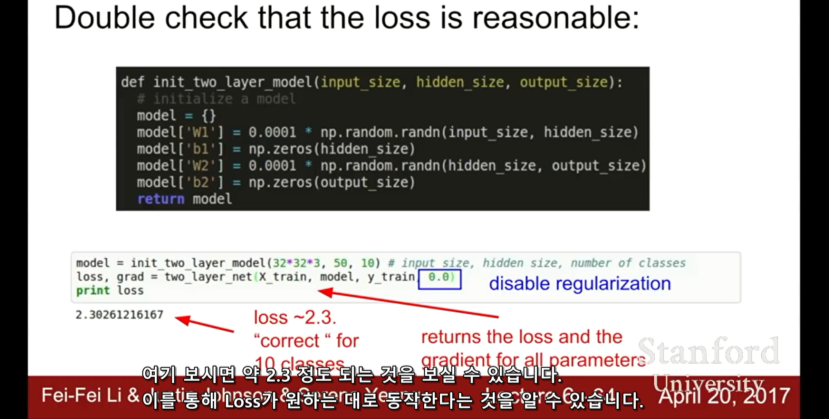 Double check that the loss is reasonable:
def init_two_layer_model(input_size, hidden_size, output_size):
# initialize a model
model = {}
model['W1'] = 0.0001 * np.random.randn(input_size, hidden_size)
model['b1'] = np.zeros(hidden_size)
model['W2'] = 0.0001 * np.random.randn(hidden_size, output_size)
model['b2'] = np.zeros(output_size)
return model
model = init_two_layer_model(32*32*3, 50, 10) # input size, hidden size, number of classes
loss, grad = two_layer_net(X_train, model, y_train, 0.0)
print loss
disable regularization
2.30261216167
loss ~2.3.
"correct " for
10 classes
returns the loss and the
gradient for all parameters
Stanford
University
여기 보시면 약 2.3 정도 되는 것을 보실 수 있습니다.
이를 통해 Loss가 원하는 대로 동작한다는 것을 알 수 있습니다.
Fei-Fei Li & April 20, 2017